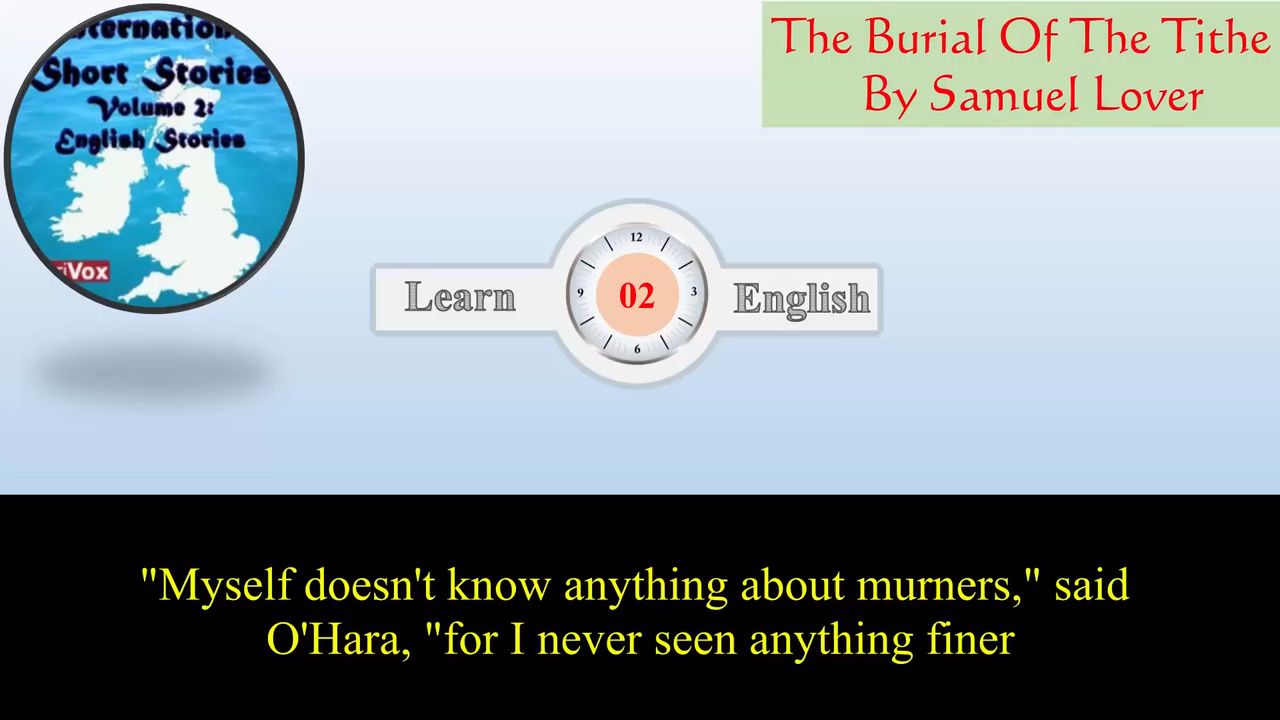 Short Stories
Volume 2:
English Stories
Vox
The Burial Of The Tithe
By Samuel Lover
Learn
English
12
9
02
3
6
"Myself doesn't know anything about murners," said
O'Hara, "for I never seen anything finer